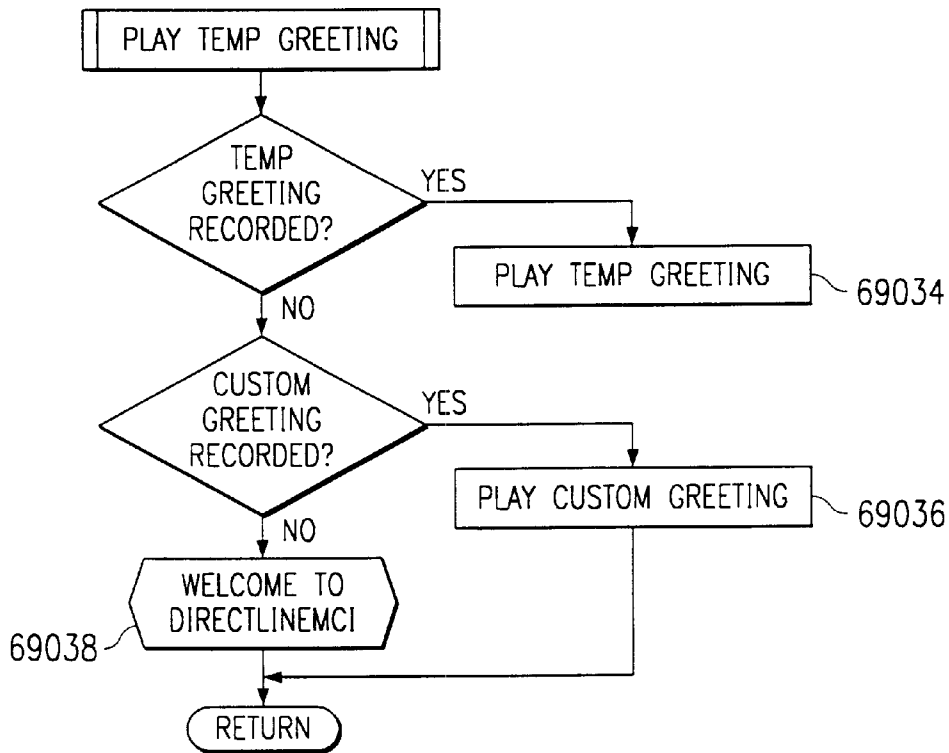 PLAY TEMP GREETING
TEMP
GREETING
RECORDED?
YES
PLAY TEMP GREETING
69034
NO
CUSTOM
GREETING
RECORDED?
YES
PLAY CUSTOM GREETING
69036
NO
WELCOME TO
DIRECTLINEMCI
69038
RETURN